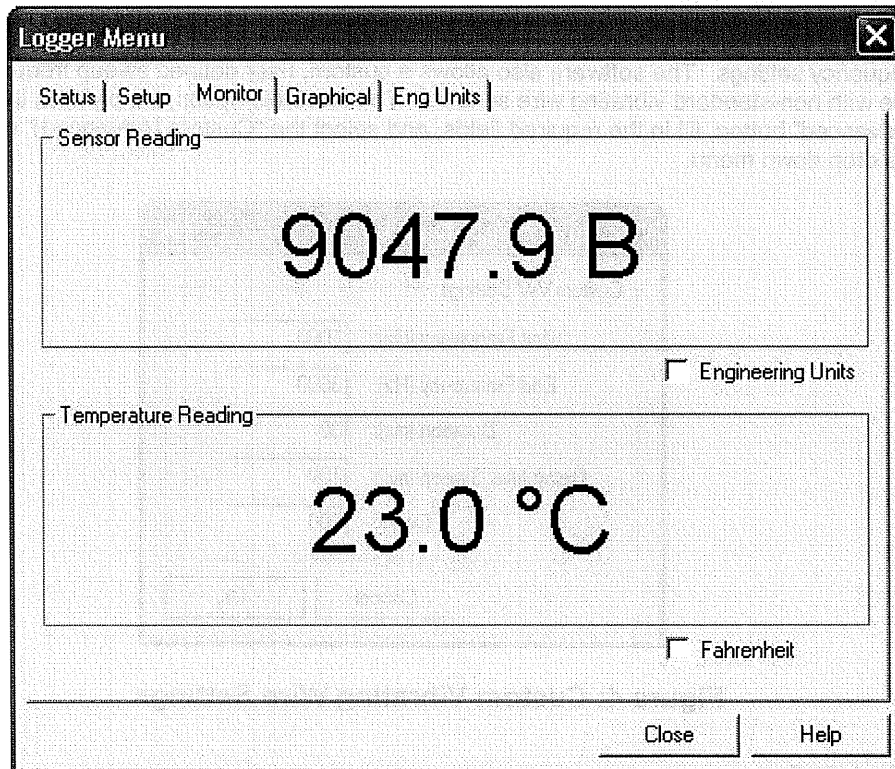 Logger Menu
Status Setup Monitor Graphical Eng Units
Sensor Reading
9047.9 B
Engineering Units
Temperature Reading
23.0 °C
Fahrenheit
Close Help